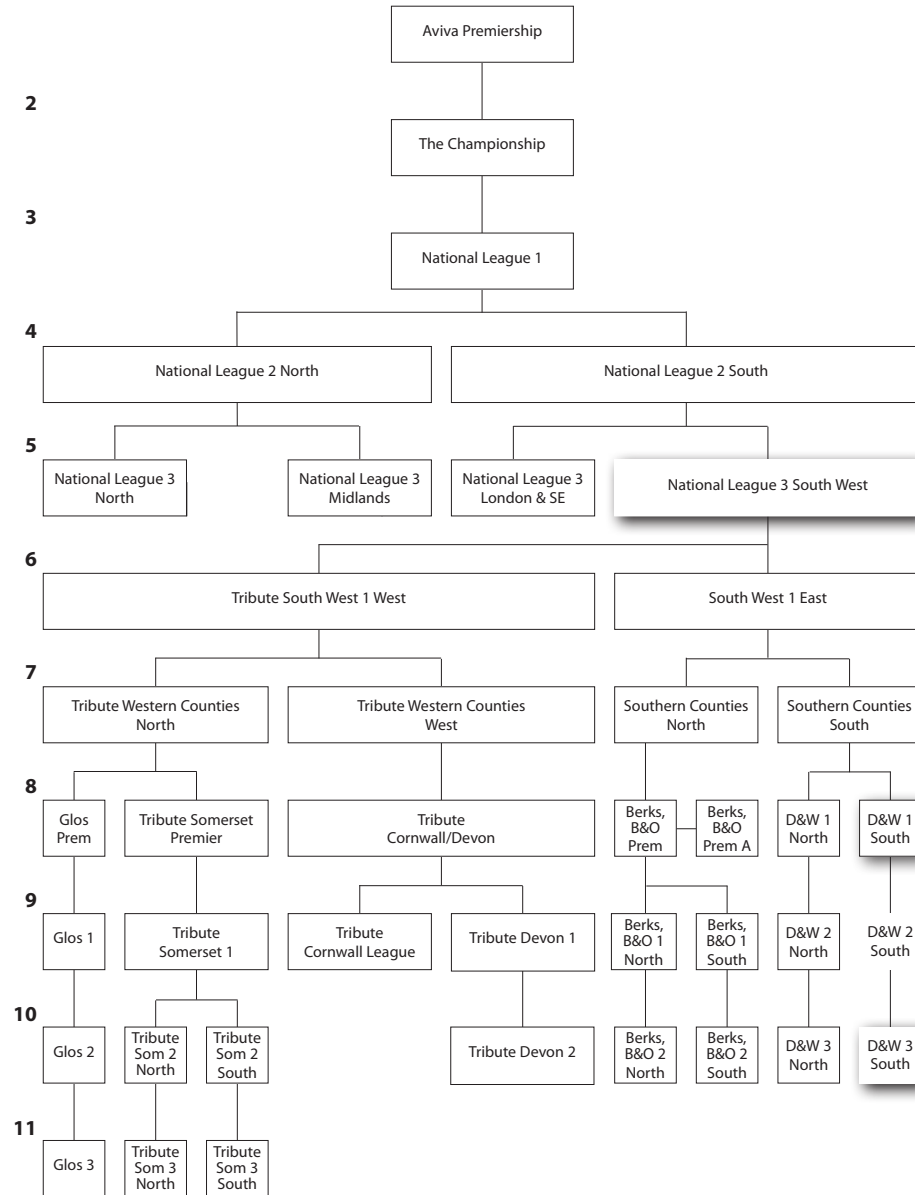 Aviva Premiership
2
The Championship
3
National League 1
4
National League 2 North
National League 2 South
5
National League 3
North
National League 3
Midlands
National League 3
London & SE
National League 3 South West
6
Tribute South West 1 West
South West 1 East
7
Tribute Western Counties
North
Tribute Western Counties
West
Southern Counties
North
Southern Counties
South
8
Glos
Prem
Tribute Somerset
Premier
Tribute
Cornwall/Devon
Berks,
B&O
Prem
Berks,
B&O
Prem A
D&W 1
North
D&W 1
South
9
Glos 1
Tribute
Somerset 1
Tribute
Cornwall League
Tribute Devon 1
Berks,
B&O 1
North
Berks,
B&O 1
South
D&W 2
North
D&W 2
South
10
Glos 2
Tribute
Som 2
North
Tribute
Som 2
South
Tribute Devon 2
Berks,
B&O 2
North
Berks,
B&O 2
South
D&W 3
North
D&W 3
South
11
Glos 3
Tribute
Som 3
North
Tribute
Som 3
South